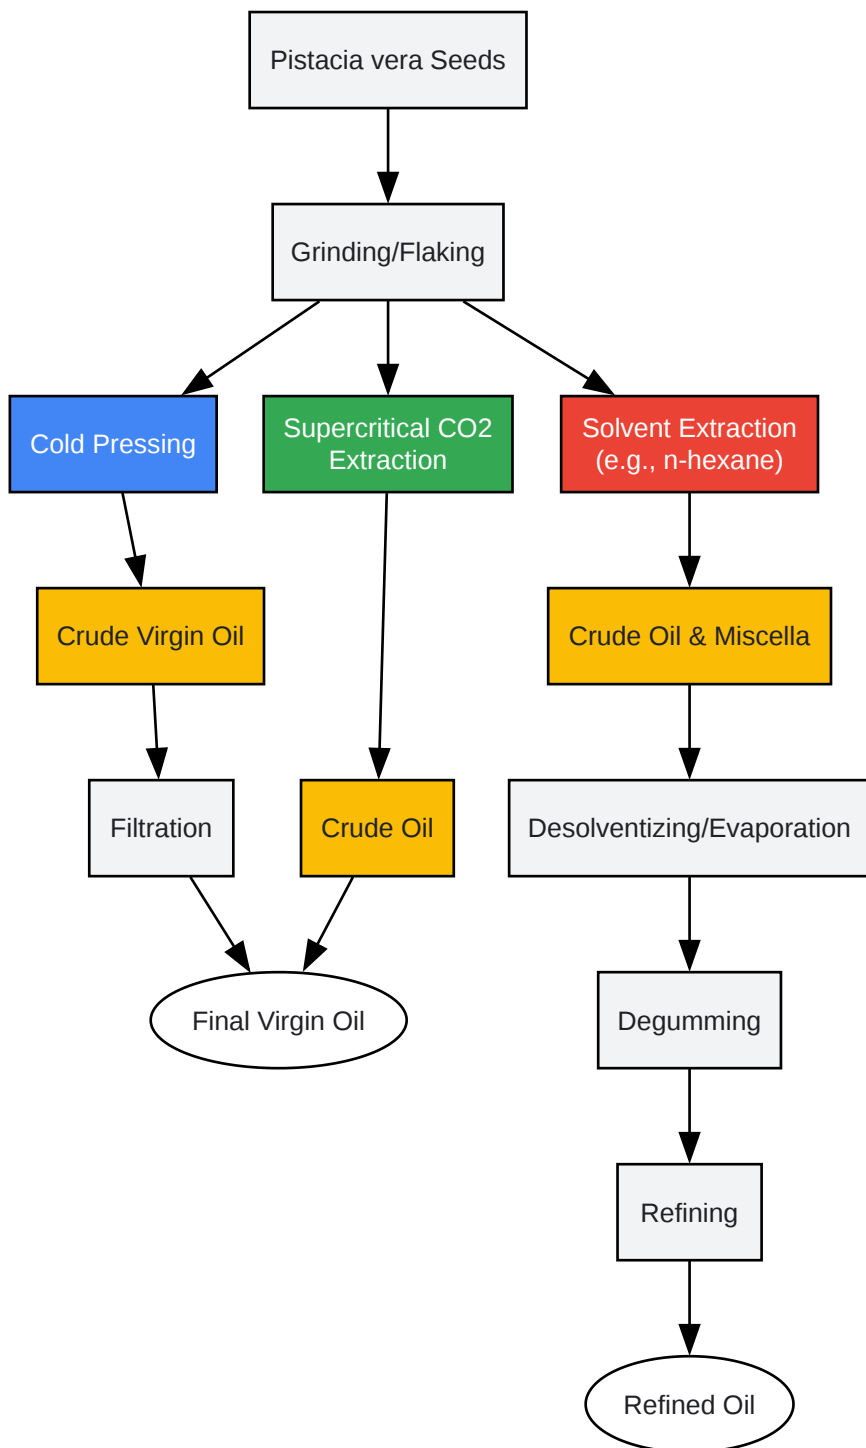 Pistacia vera Seeds
Grinding/Flaking
Cold Pressing
Supercritical CO2
Extraction
Solvent Extraction
(e.g., n-hexane)
Crude Virgin Oil
Crude Oil & Miscella
Filtration
Crude Oil
Desolventizing/Evaporation
Final Virgin Oil
Degumming
Refining
Refined Oil